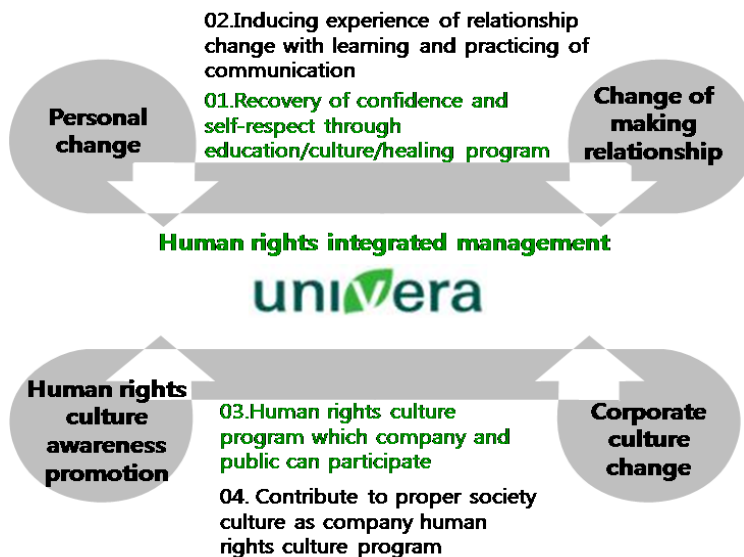 02.Inducing experience of relationship
change with learning and practicing of
communication
01.Recovery of confidence and
self-respect through
education/culture/healing program
Personal
change
Change of
making
relationship
Human rights integrated management
univera
Human rights
culture
awareness
promotion
03.Human rights culture
program which company and
public can participate
04. Contribute to proper society
culture as company human
rights culture program
Corporate
culture
change